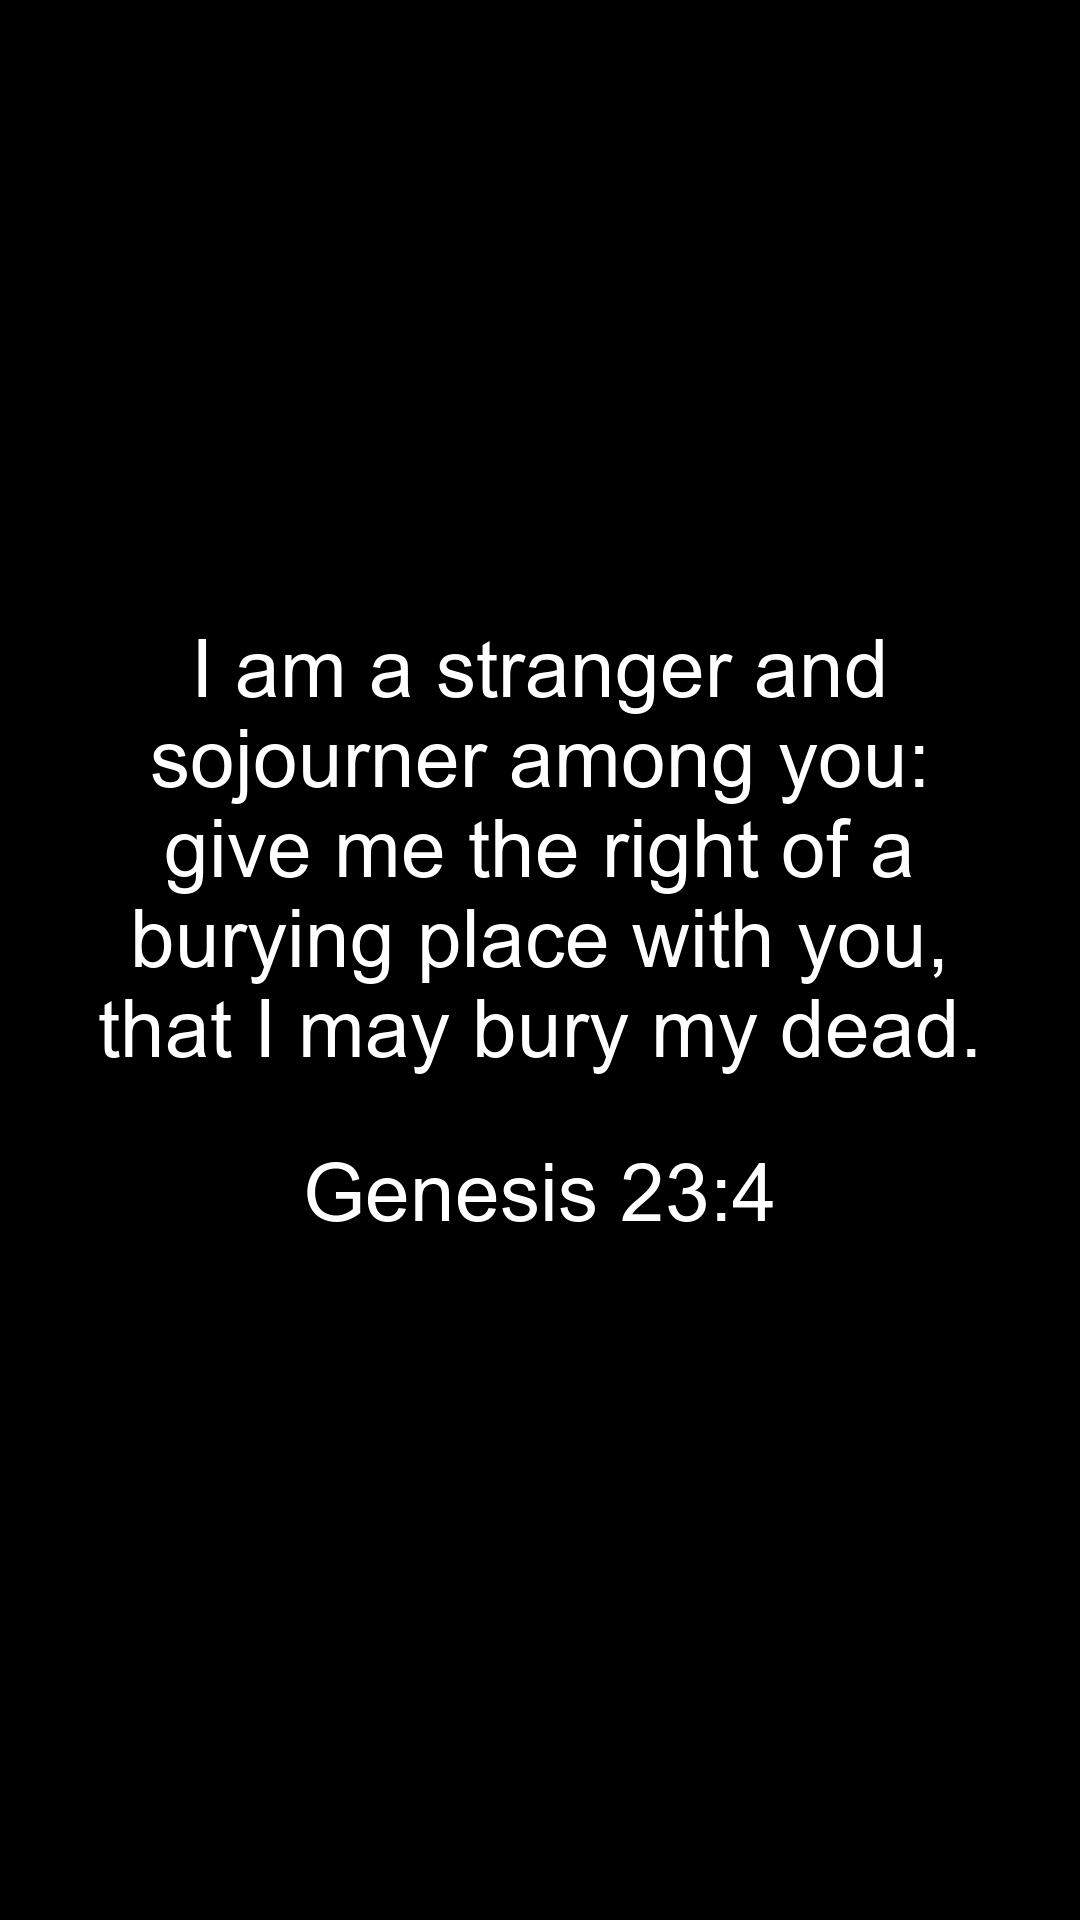 I am a stranger and
sojourner among you:
give me the right of a
burying place with you,
that I may bury my dead.
Genesis 23:4